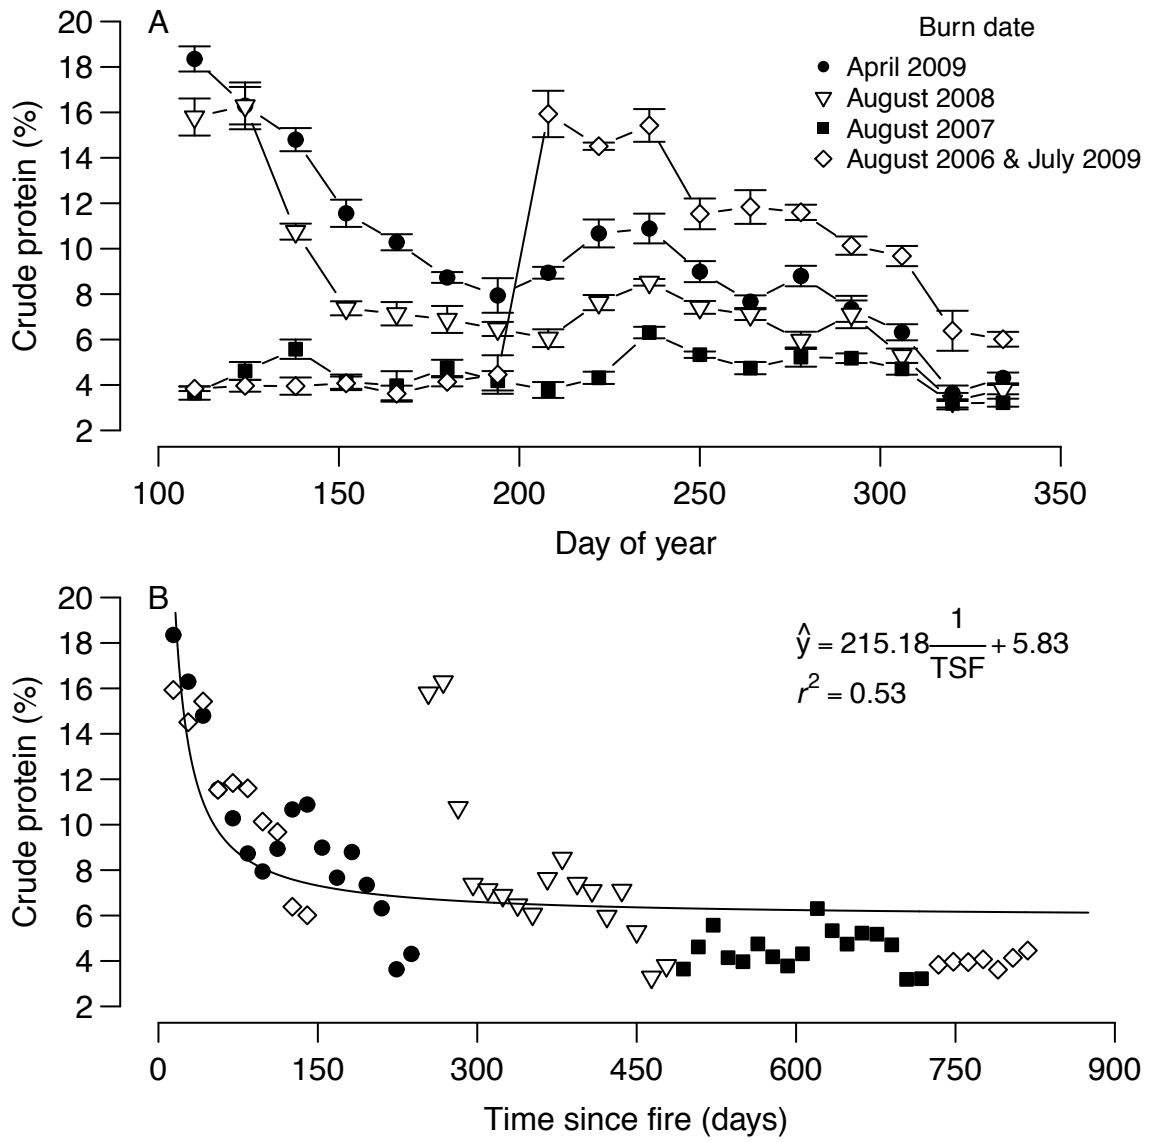 A
Burn date
April 2009
August 2008
August 2007
August 2006 & July 2009
Crude protein (%)
20
18
16
14
12
10
8
6
4
2
100 150 200 250 300 350
Day of year
B
ŷ = 215.18 1/TSF + 5.83
r² = 0.53
Crude protein (%)
20
18
16
14
12
10
8
6
4
2
0 150 300 450 600 750 900
Time since fire (days)